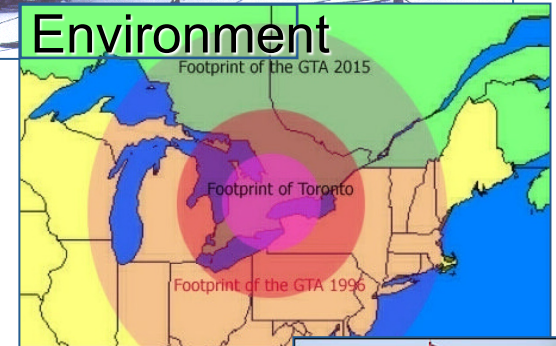 Environment
Footprint of the GTA 2015
Footprint of Toronto
Footprint of the GTA 1996